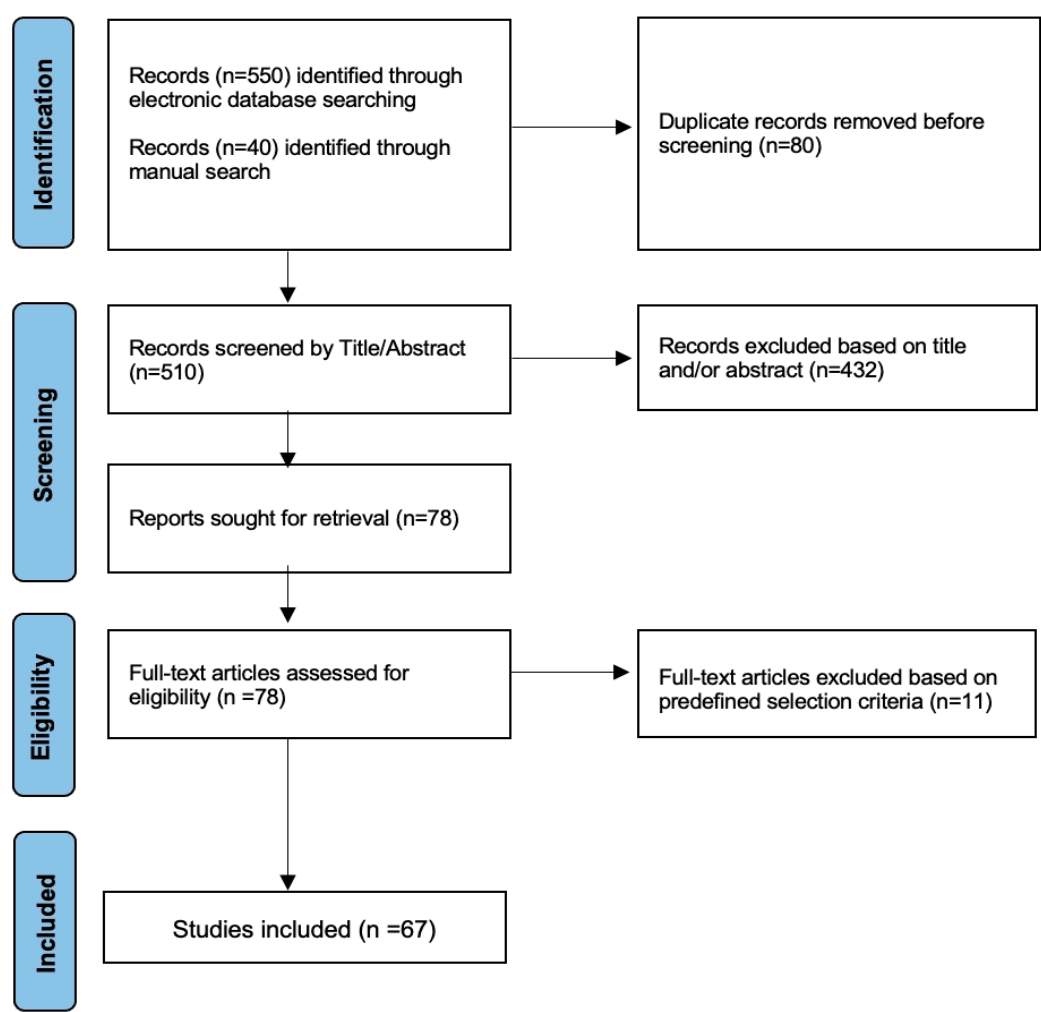 Identification
Records (n=550) identified through
electronic database searching
Records (n=40) identified through
manual search
Duplicate records removed before
screening (n=80)
Screening
Records screened by Title/Abstract
(n=510)
Records excluded based on title
and/or abstract (n=432)
Reports sought for retrieval (n=78)
Eligibility
Full-text articles assessed for
eligibility (n =78)
Full-text articles excluded based on
predefined selection criteria (n=11)
Included
Studies included (n =67)